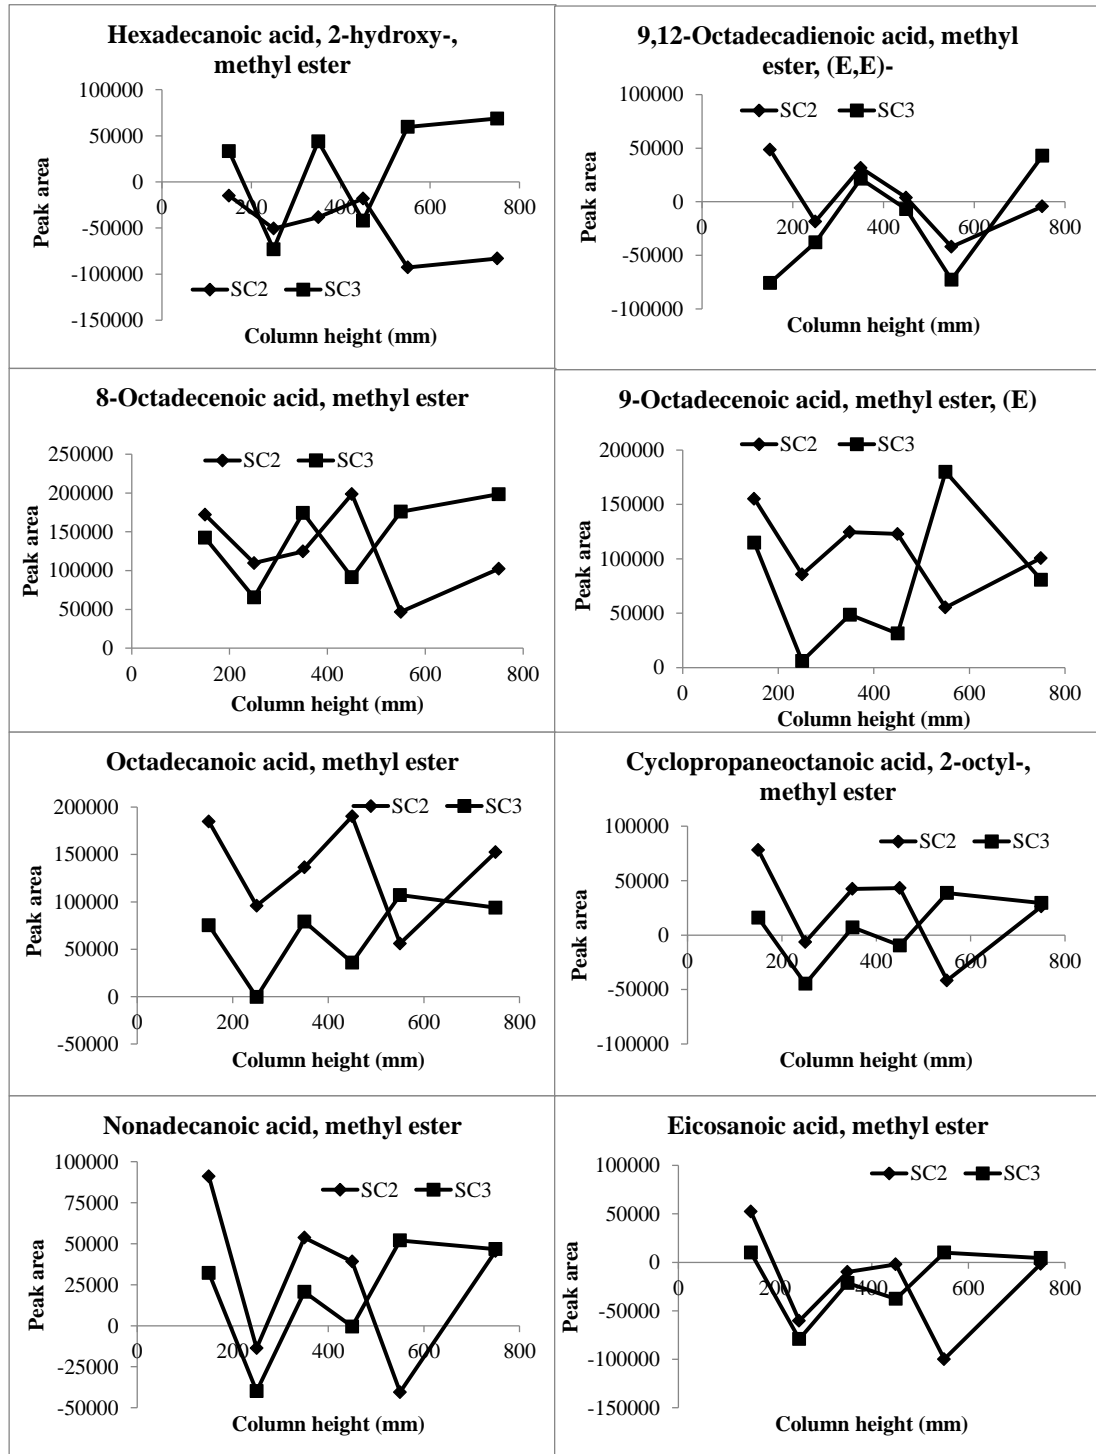 Hexadecanoic acid, 2-hydroxy-,
methyl ester
100000
50000
0
-50000
-100000
-150000
0
200
400
600
800
SC2
SC3
Peak area
Column height (mm)
9,12-Octadecadienoic acid, methyl
ester, (E,E)-
100000
50000
0
-50000
-100000
0
200
400
600
800
SC2
SC3
Peak area
Column height (mm)
8-Octadecenoic acid, methyl ester
250000
200000
150000
100000
50000
0
0
200
400
600
800
SC2
SC3
Peak area
Column height (mm)
9-Octadecenoic acid, methyl ester, (E)
200000
150000
100000
50000
0
0
200
400
600
800
SC2
SC3
Peak area
Column height (mm)
Octadecanoic acid, methyl ester
200000
150000
100000
50000
0
-50000
0
200
400
600
800
SC2
SC3
Peak area
Column height (mm)
Cyclopropaneoctanoic acid, 2-octyl-,
methyl ester
100000
50000
0
-50000
-100000
0
200
400
600
800
SC2
SC3
Peak area
Column height (mm)
Nonadecanoic acid, methyl ester
100000
75000
50000
25000
0
-25000
-50000
0
200
400
600
800
SC2
SC3
Peak area
Column height (mm)
Eicosanoic acid, methyl ester
100000
50000
0
-50000
-100000
-150000
0
200
400
600
800
SC2
SC3
Peak area
Column height (mm)